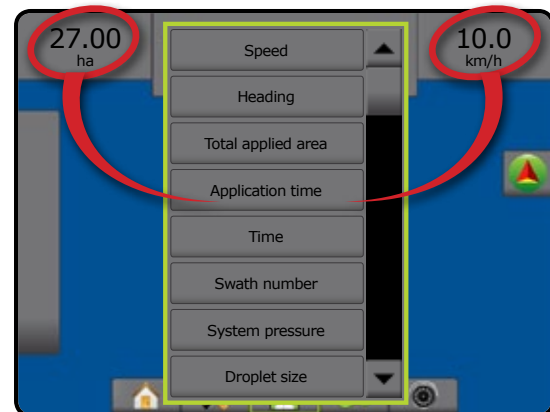 27.00
ha
10.0
km/h
Speed
Heading
Total applied area
Application time
Time
Swath number
System pressure
Droplet size